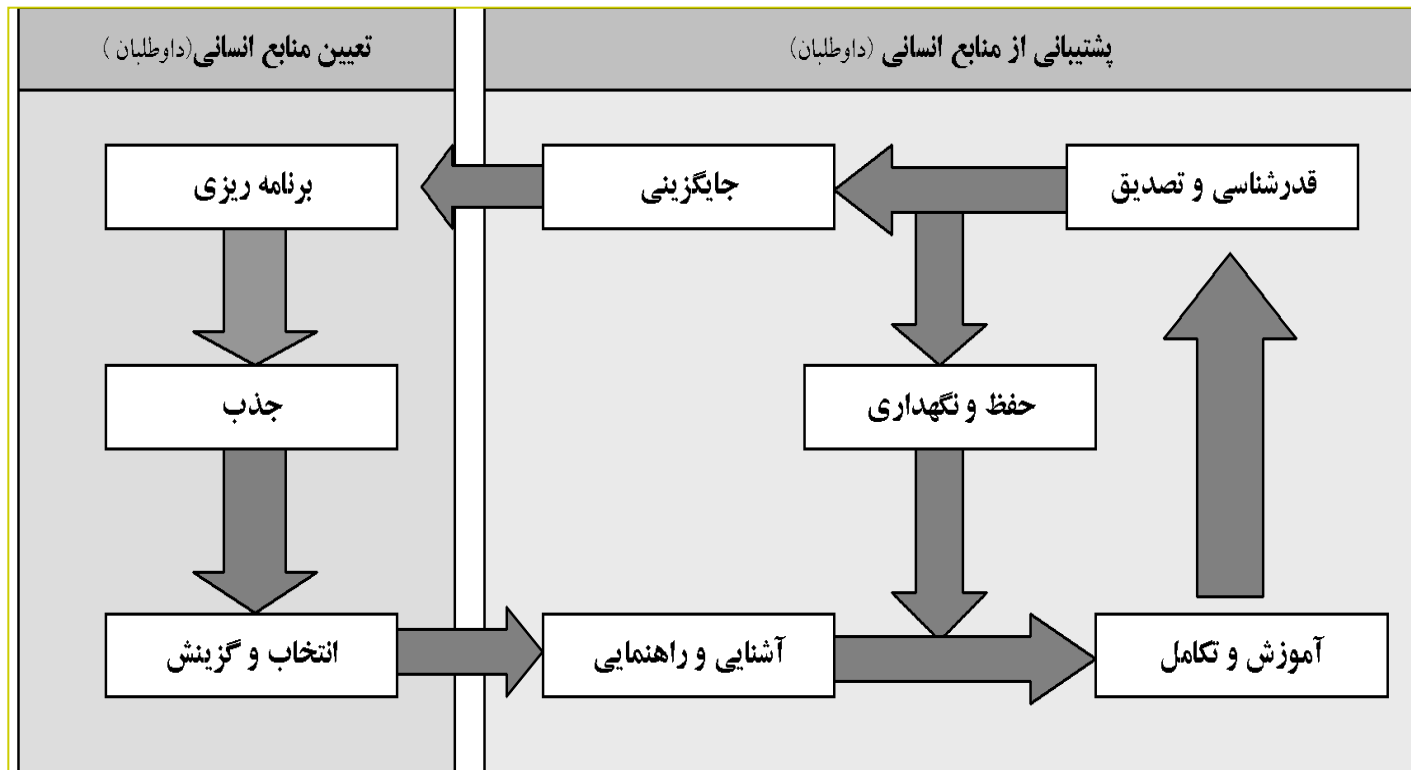 پشتیبانی از منابع انسانی (داوطلبان)
تعیین منابع انسانی(داوطلبان )
قدرشناسی و تصدیق
جایگزینی
برنامه ریزی
حفظ و نگهداری
جذب
آموزش و تکامل
آشنایی و راهنمایی
انتخاب و گزینش